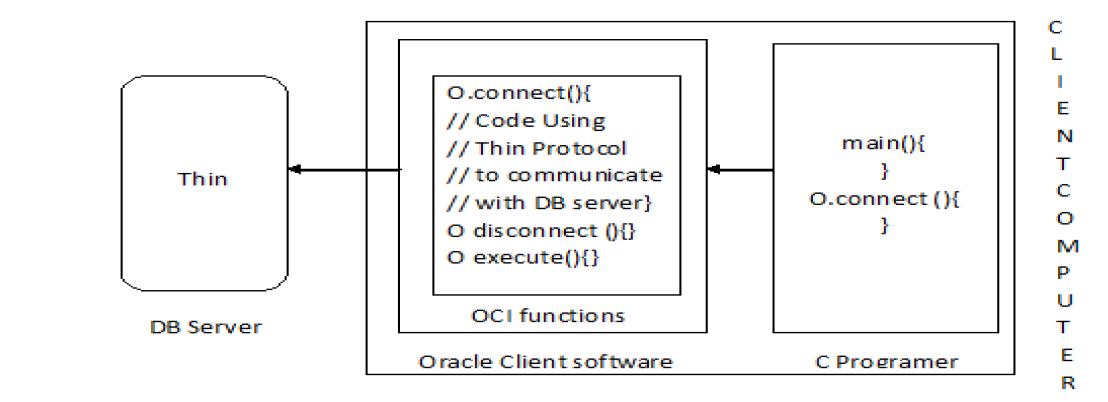 Thin
DB Server
O.connect(){
// Code Using
// Thin Protocol
// to communicate
// with DB server}
O disconnect (){}
O execute(){}
OCI functions
Oracle Client software
main(){
}
O.connect (){
}
C Programer
C
L
I
E
N
T
C
O
M
P
U
T
E
R